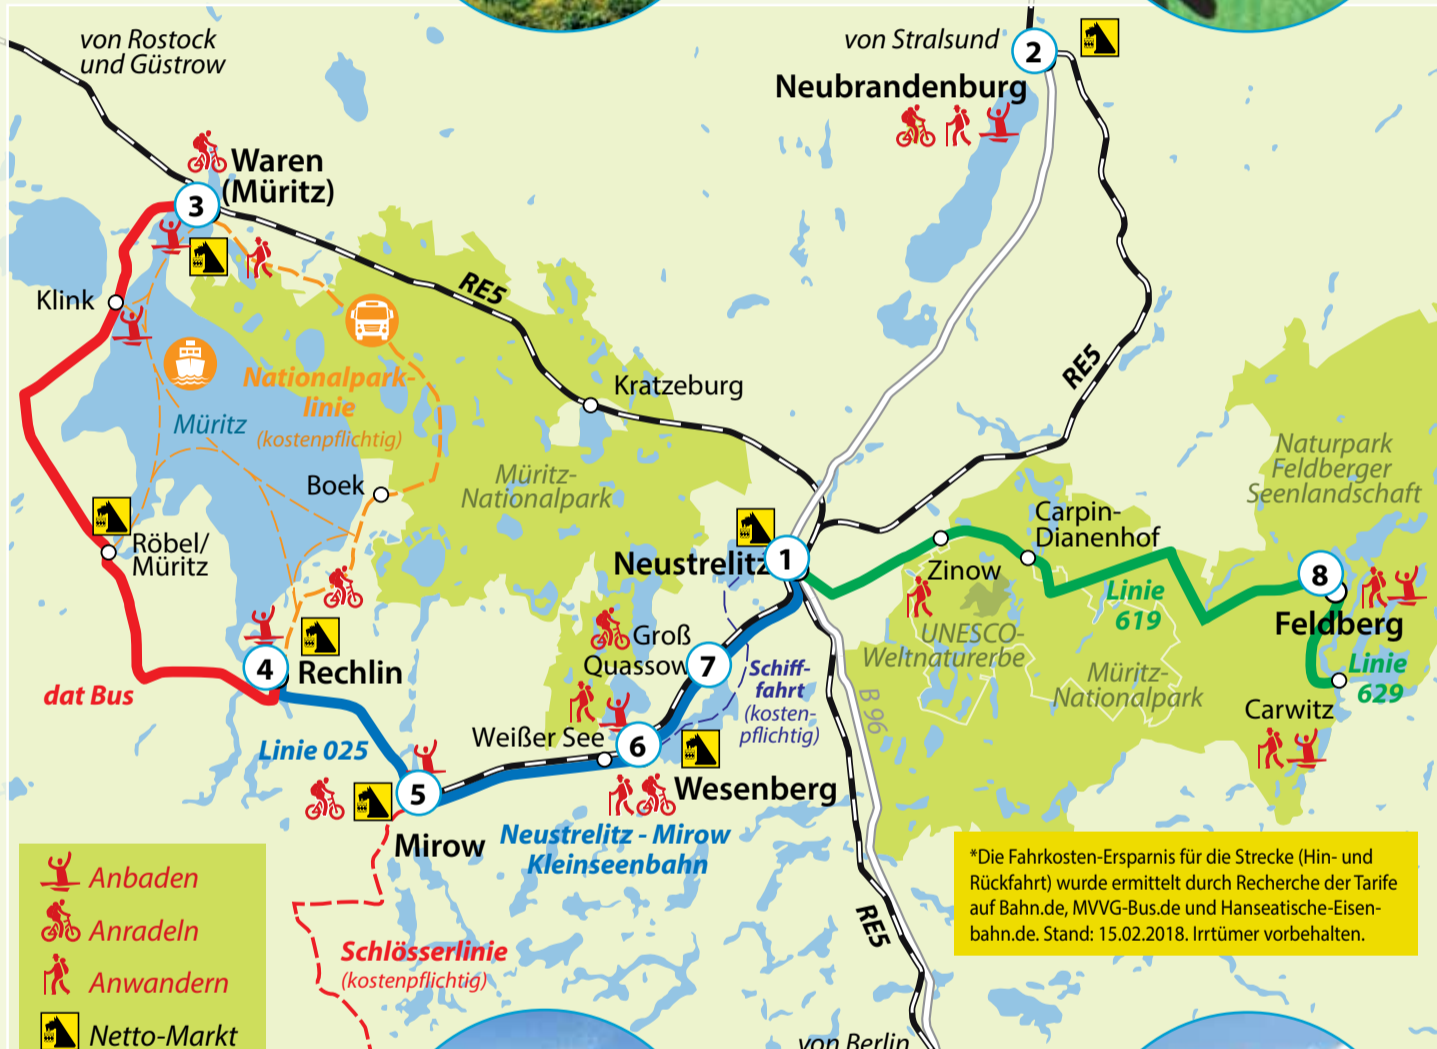 von Rostock
und Güstrow
von Stralsund
2
Neubrandenburg
Waren
(Müritz)
3
RE5
Klink
Nationalpark-
linie
(kostenpflichtig)
Müritz
Kratzeburg
RE5
Boek
Müritz-
Nationalpark
Naturpark
Feldberger
Seenlandschaft
Röbel/
Müritz
Neustrelitz
1
Carpin-
Dianenhof
Zinow
Linie
619
8
Feldberg
UNESCO-
Weltnaturerbe
Müritz-
Nationalpark
Linie
629
Carwitz
4
Rechlin
dat Bus
Groß
Quassow
7
Schiff-
fahrt
(kosten-
pflichtig)
B 96
Linie 025
Weißer See
6
Wesenberg
5
Mirow
Neustrelitz - Mirow
Kleinseenbahn
Schlösserlinie
(kostenpflichtig)
RE5
von Berlin
Anbaden
Anradeln
Anwandern
Netto-Markt
*Die Fahrkosten-Ersparnis für die Strecke (Hin- und
Rückfahrt) wurde ermittelt durch Recherche der Tarife
auf Bahn.de, MVVG-Bus.de und Hanseatische-Eisen-
bahn.de. Stand: 15.02.2018. Irrtümer vorbehalten.